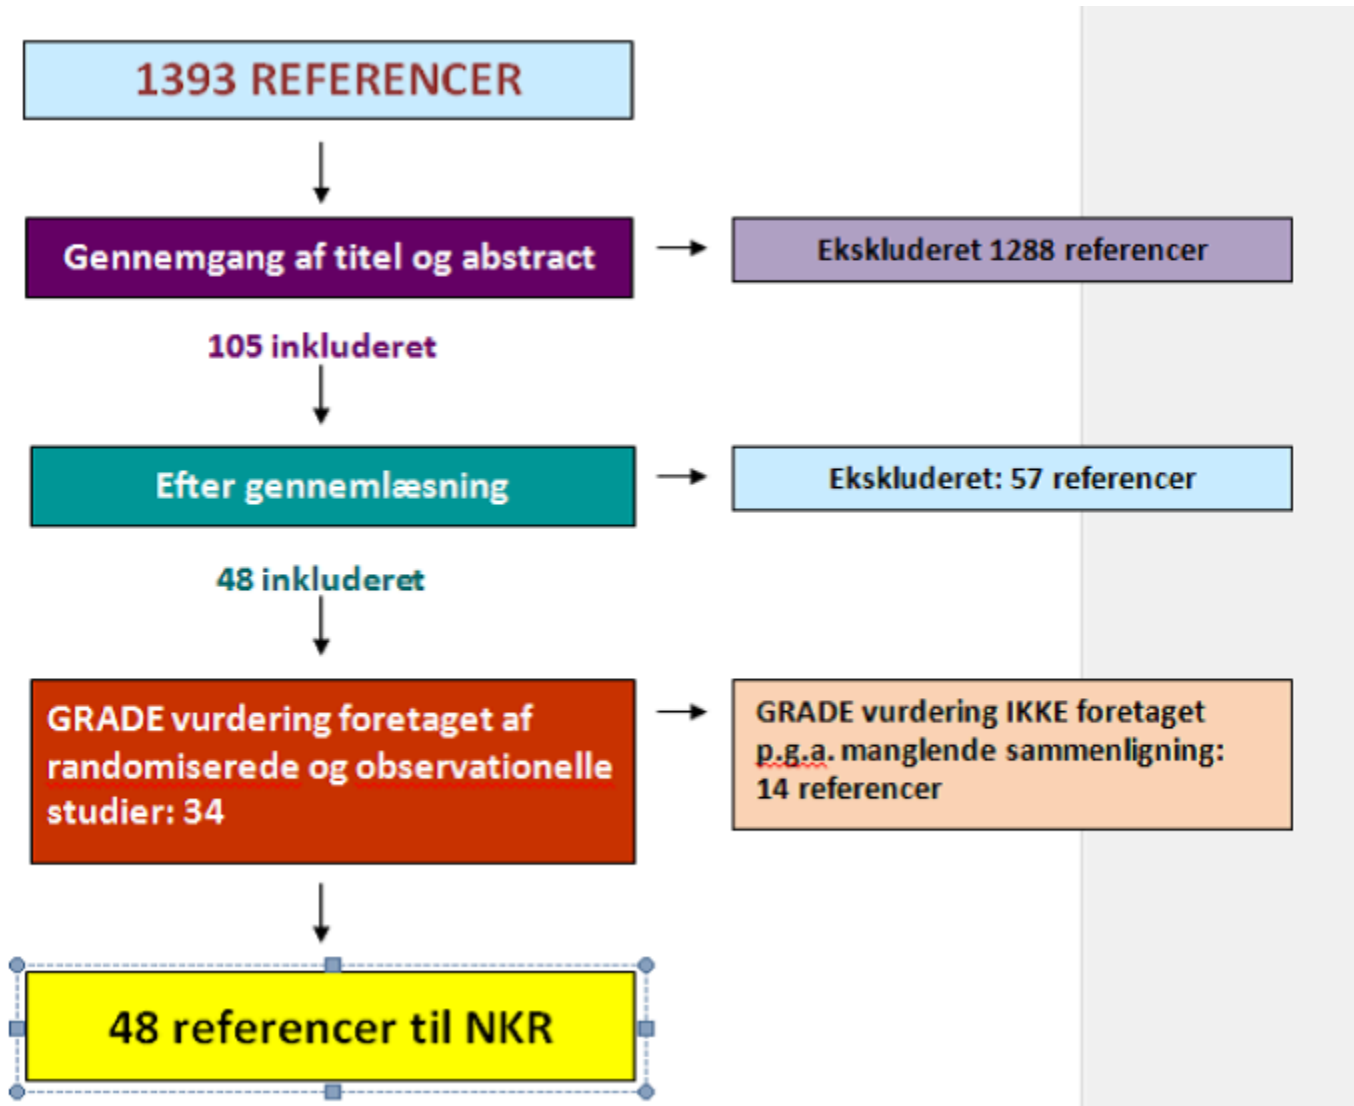 1393 REFERENCER
Gennemgang af titel og abstract
Ekskluderet 1288 referencer
105 inkluderet
Efter gennemlæsning
Ekskluderet: 57 referencer
48 inkluderet
GRADE vurdering foretaget af
randomiserede og observationelle
studier: 34
GRADE vurdering IKKE foretaget
p.g.a. manglende sammenligning:
14 referencer
48 referencer til NKR